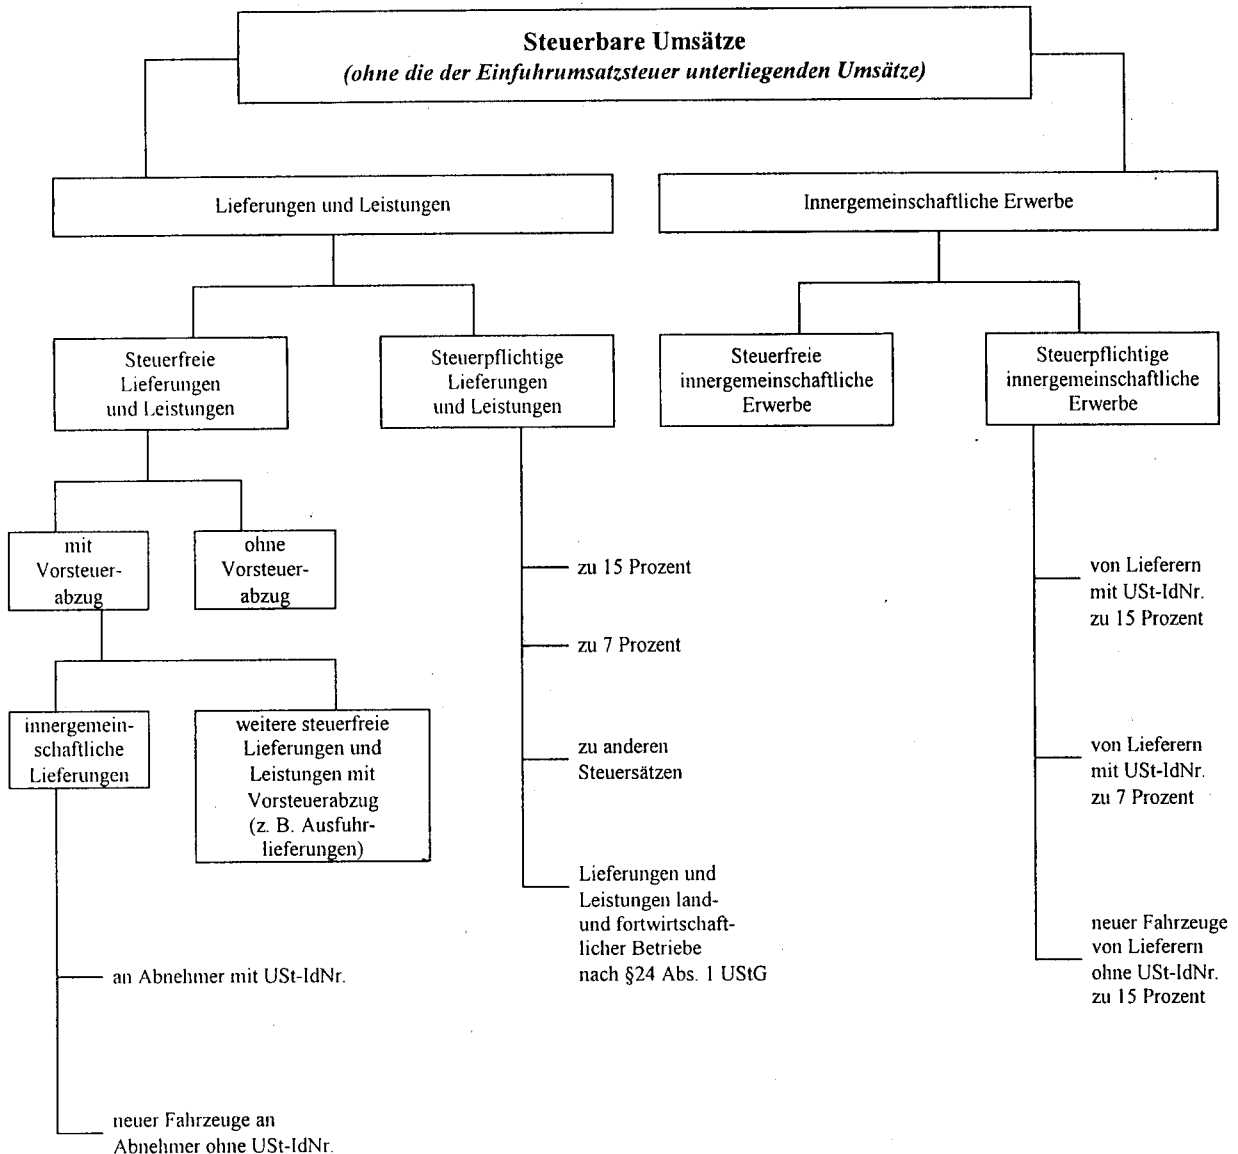 Steuerbare Umsätze
(ohne die der Einfuhrumsatzsteuer unterliegenden Umsätze)
Lieferungen und Leistungen
Innergemeinschaftliche Erwerbe
Steuerfreie
Lieferungen
und Leistungen
Steuerpflichtige
Lieferungen
und Leistungen
Steuerfreie
innergemeinschaftliche
Erwerbe
Steuerpflichtige
innergemeinschaftliche
Erwerbe
mit
Vorsteuer-
abzug
ohne
Vorsteuer-
abzug
innergemein-
schaftliche
Lieferungen
weitere steuerfreie
Lieferungen und
Leistungen mit
Vorsteuerabzug
(z. B. Ausfuhr-
lieferungen)
an Abnehmer mit USt-IdNr.
neuer Fahrzeuge an
Abnehmer ohne USt-IdNr.
zu 15 Prozent
zu 7 Prozent
zu anderen
Steuersätzen
Lieferungen und
Leistungen land-
und fortwirtschaft-
licher Betriebe
nach §24 Abs. 1 UStG
von Lieferern
mit USt-IdNr.
zu 15 Prozent
von Lieferern
mit USt-IdNr.
zu 7 Prozent
neuer Fahrzeuge
von Lieferern
ohne USt-IdNr.
zu 15 Prozent